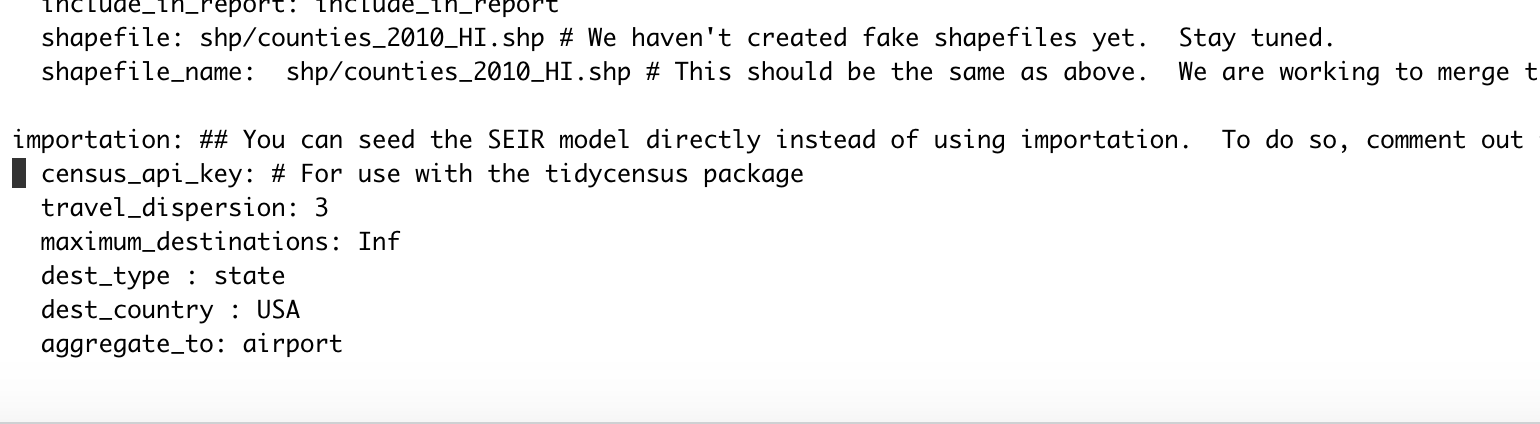 include_in_report: include_in_report
shapefile: shp/counties_2010_HI.shp # We haven't created fake shapefiles yet.  Stay tuned.
shapefile_name:  shp/counties_2010_HI.shp # This should be the same as above.  We are working to merge t
importation: ## You can seed the SEIR model directly instead of using importation.  To do so, comment out
census_api_key: # For use with the tidycensus package
travel_dispersion: 3
maximum_destinations: Inf
dest_type : state
dest_country : USA
aggregate_to: airport